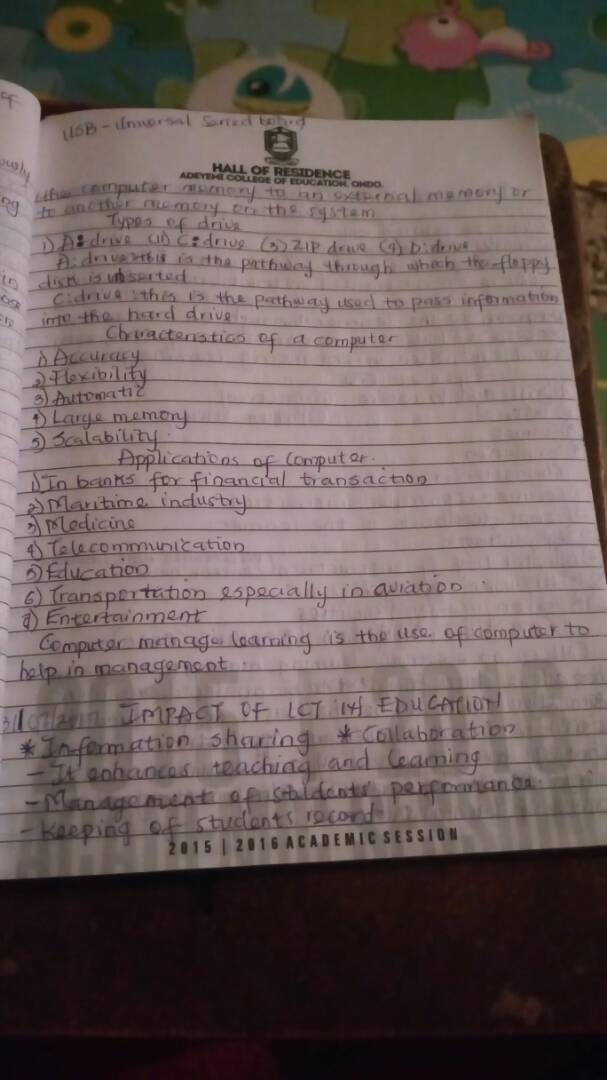 USB - Universal Serred board
HALL OF RESIDENCE
ADEYEMI COLLEGE OF EDUCATION, ONDO.
the computer memory to an external memory or
to another memory on the system
Types of drive
1) A: drive (ii) C: drive (3) ZIP drive (4) D: drive
A: drive: this is the pathway through which the floppy
disk is inserted
C: drive: this is the pathway used to pass information
into the hard drive.
Characteristics of a computer
1) Accuracy
2) Flexibility
3) Automatic
4) Large memory
5) Scalability.
Applications of Computer.
1) In banks for financial transaction
2) Maritime industry
3) Medicine
4) Telecommunication
5) Education
6) Transportation especially in aviation
7) Entertainment
Computer manage learning is the use of computer to
help in management
IMPACT OF ICT IN EDUCATION
* Information sharing * Collaboration
- It enhances teaching and learning
- Management of students' performance.
- Keeping of students record
2015 | 2016 ACADEMIC SESSION